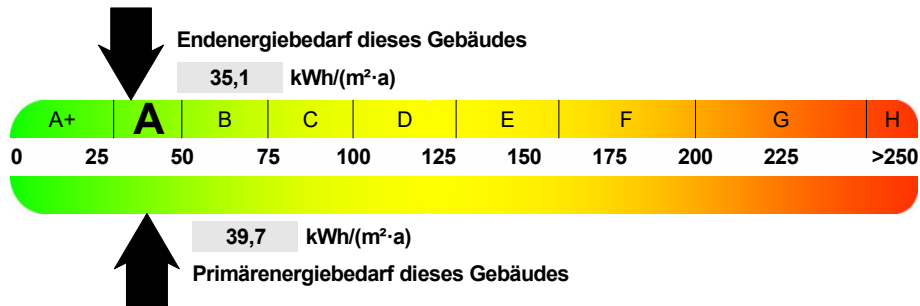 Endenergiebedarf dieses Gebäudes
35,1 kWh/(m²·a)
A+ A B C D E F G H
0 25 50 75 100 125 150 175 200 225 >250
39,7 kWh/(m²·a)
Primärenergiebedarf dieses Gebäudes